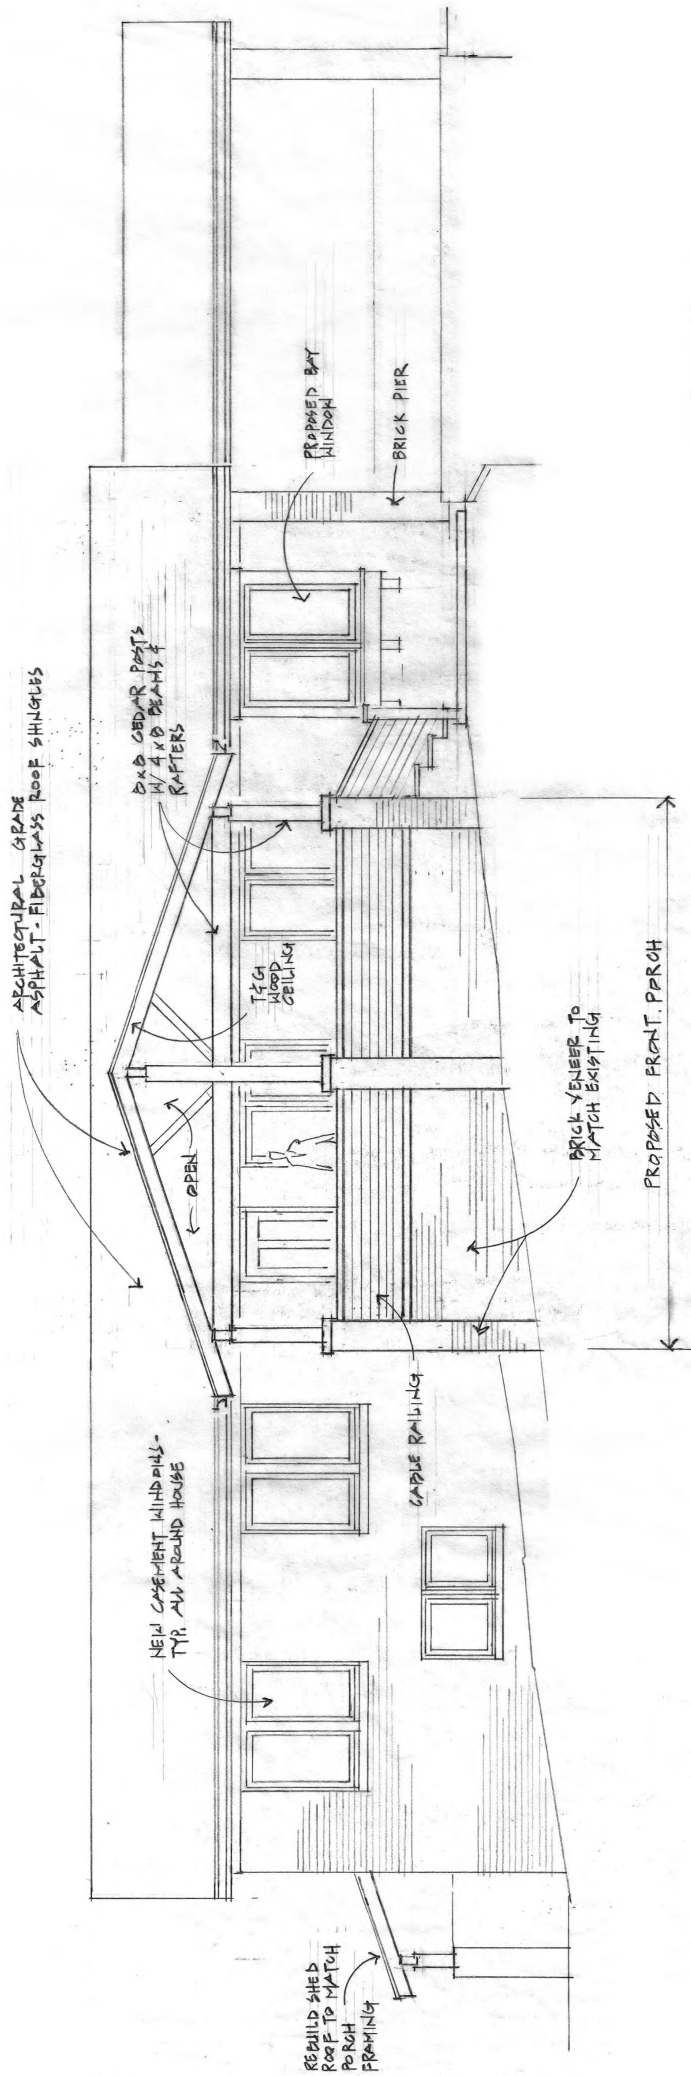 ARCHITECTURAL GRADE
ASPHALT-FIBERGLASS ROOF SHINGLES
NEW CASEMENT WINDOWS-
TYP. ALL AROUND HOUSE
8x8 CEDAR POSTS
W/ 4x8 BEAMS &
RAFTERS
OPEN
T&G
WOOD
CEILING
PROPOSED BAY
WINDOW
BRICK PIER
REBUILD SHED
ROOF TO MATCH
PORCH
FRAMING
CABLE RAILING
BRICK VENEER TO
MATCH EXISTING
PROPOSED FRONT PORCH